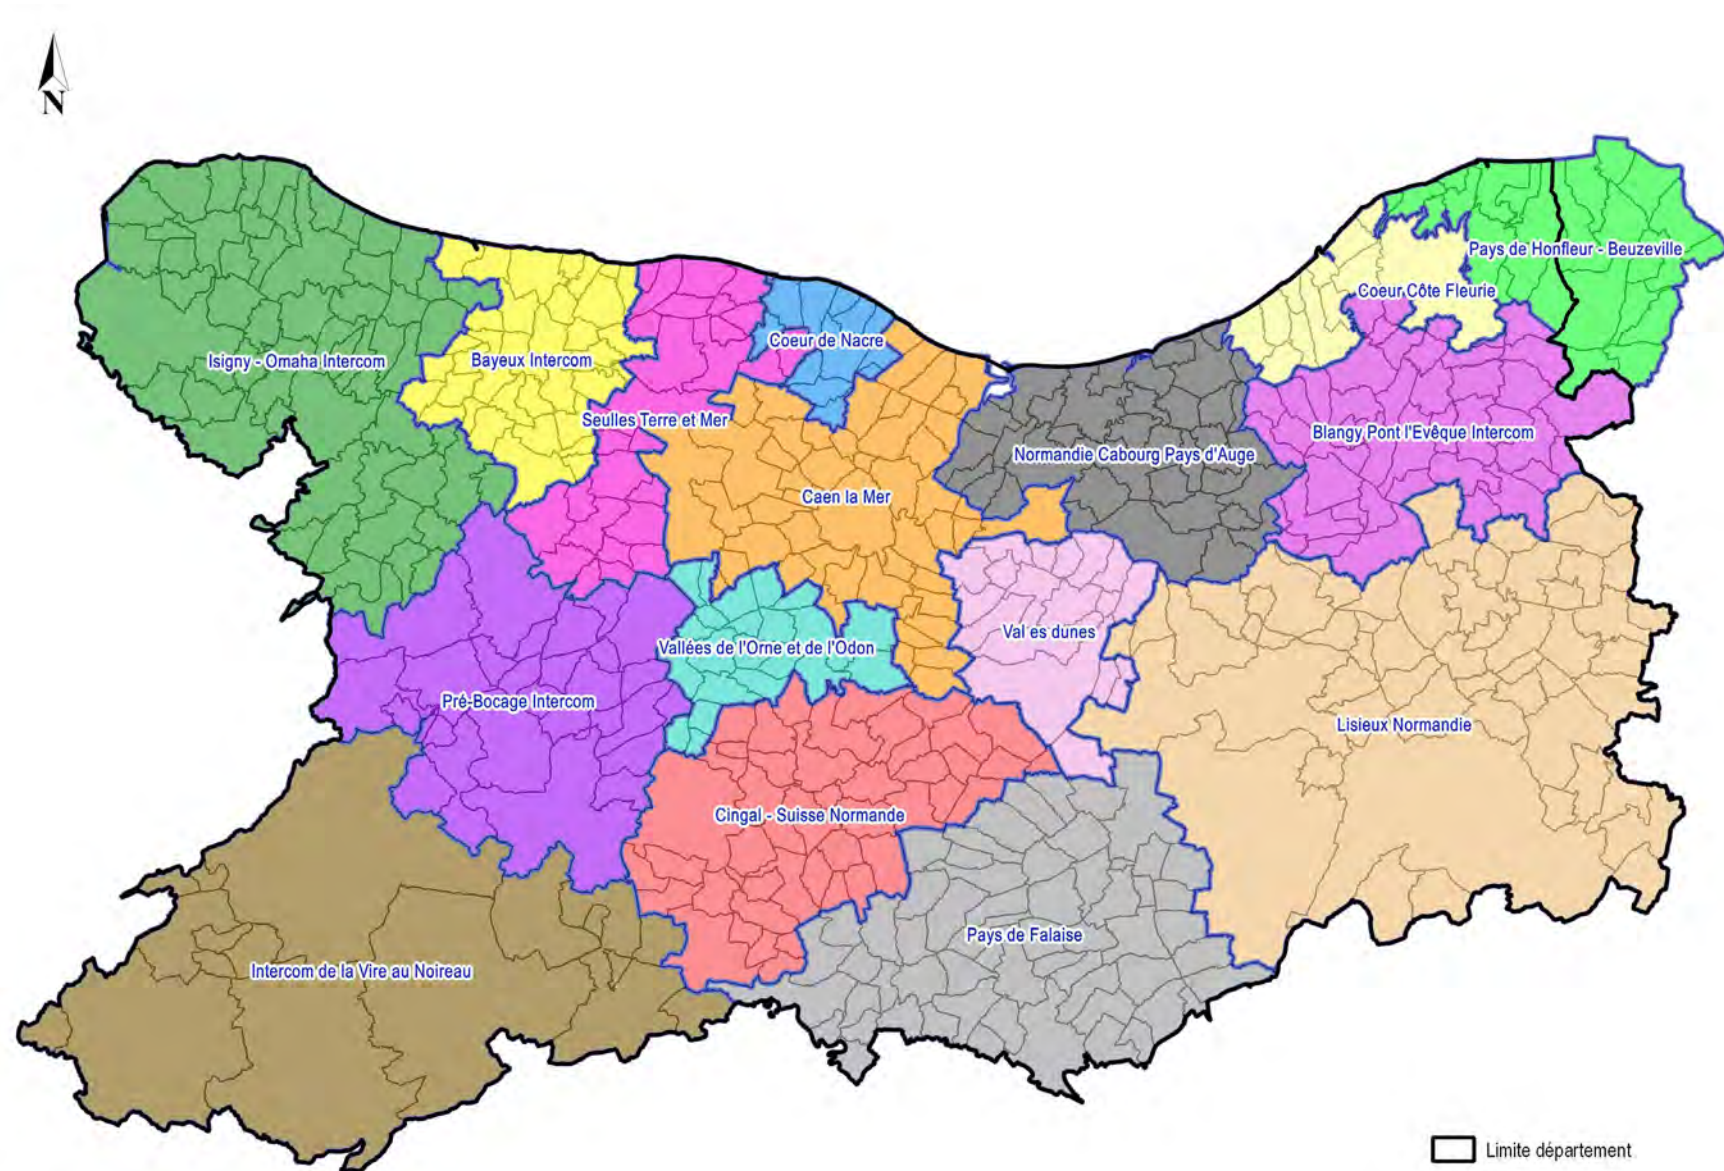 N
Pays de Honfleur - Beuzeville
Coeur Côte Fleurie
Coeur de Nacre
Isigny - Omaha Intercom
Bayeux Intercom
Seulles Terre et Mer
Blangy Pont l'Evêque Intercom
Normandie Cabourg Pays d'Auge
Caen la Mer
Val es dunes
Vallées de l'Orne et de l'Odon
Pré-Bocage Intercom
Lisieux Normandie
Cingal - Suisse Normande
Pays de Falaise
Intercom de la Vire au Noireau
Limite département